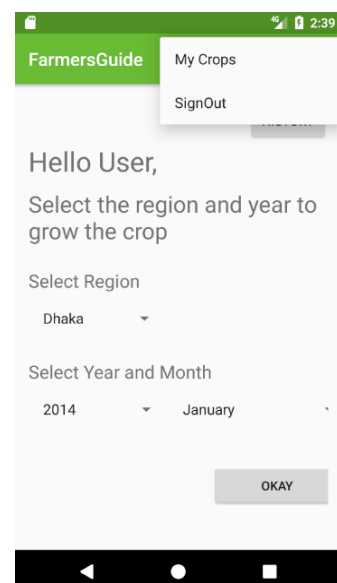 4G 2:39
FarmersGuide
My Crops
SignOut
Hello User,
Select the region and year to
grow the crop
Select Region
Dhaka
Select Year and Month
2014 January
OKAY